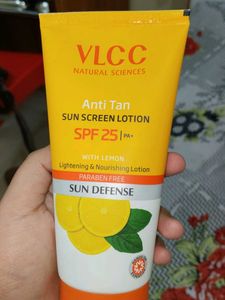 VLCC
NATURAL SCIENCES
Anti Tan
SUN SCREEN LOTION
SPF 25 | PA+
WITH LEMON
Lightening & Nourishing Lotion
PARABEN FREE
SUN DEFENSE